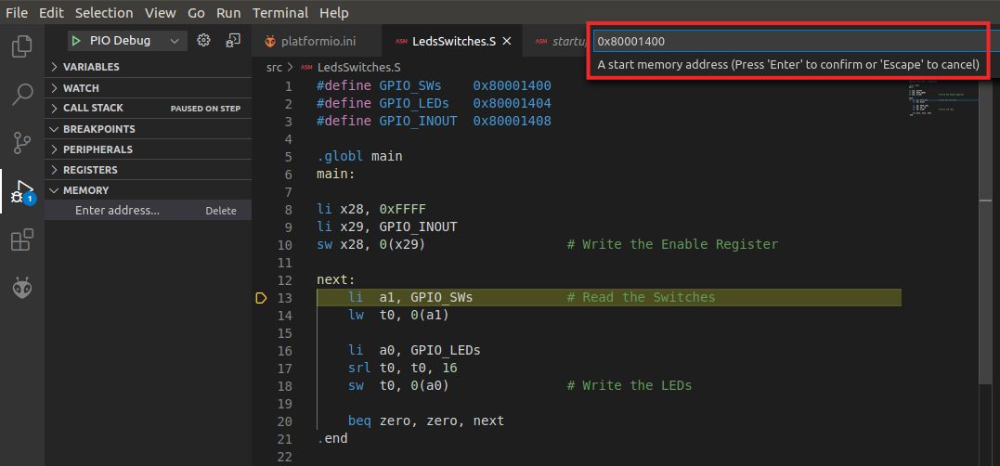 File Edit Selection View Go Run Terminal Help
PIO Debug
platformio.ini
ASM LedsSwitches.S
ASM
0x80001400
A start memory address (Press 'Enter' to confirm or 'Escape' to cancel)
VARIABLES
WATCH
CALL STACK PAUSED ON STEP
BREAKPOINTS
PERIPHERALS
REGISTERS
MEMORY
Enter address... Delete
1
src > ASM LedsSwitches.S
1 #define GPIO_SWs 0x80001400
2 #define GPIO_LEDs 0x80001404
3 #define GPIO_INOUT 0x80001408
4
5 .globl main
6 main:
7
8 li x28, 0xFFFF
9 li x29, GPIO_INOUT
10 sw x28, 0(x29) # Write the Enable Register
11
12 next:
13 li a1, GPIO_SWs # Read the Switches
14 lw t0, 0(a1)
15
16 li a0, GPIO_LEDs
17 srl t0, t0, 16
18 sw t0, 0(a0) # Write the LEDs
19
20 beq zero, zero, next
21 .end
22